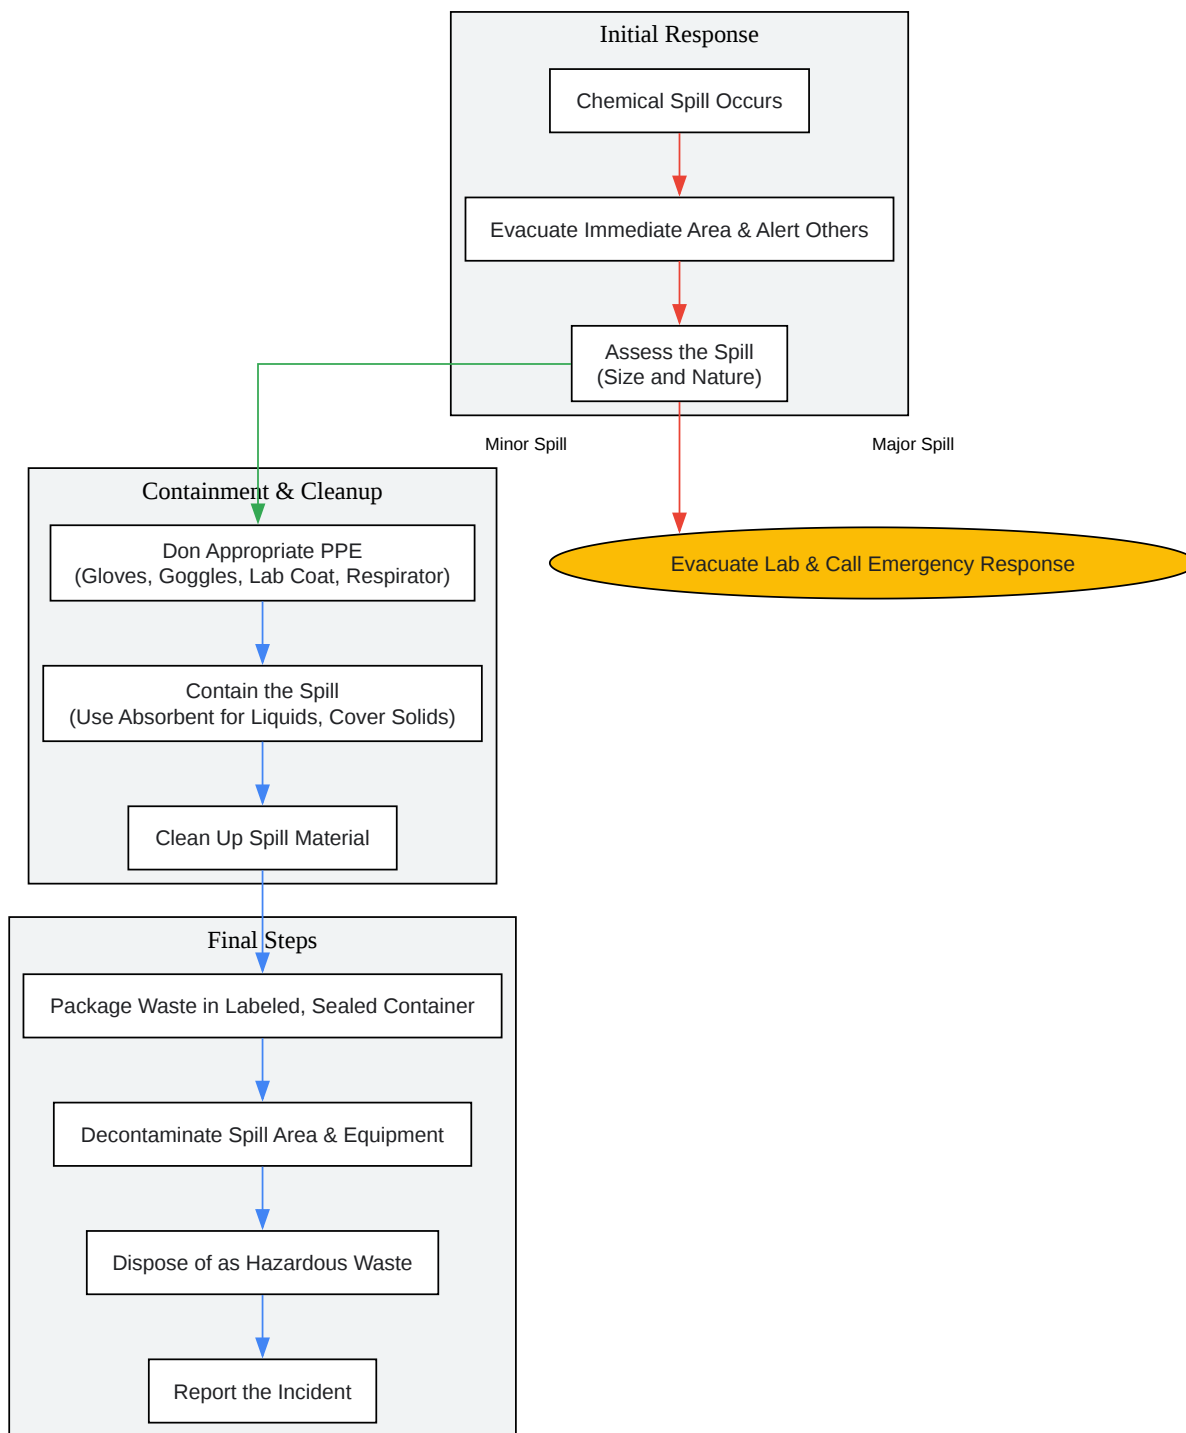 Initial Response
Chemical Spill Occurs
Evacuate Immediate Area & Alert Others
Assess the Spill
(Size and Nature)
Minor Spill
Major Spill
Containment & Cleanup
Don Appropriate PPE
(Gloves, Goggles, Lab Coat, Respirator)
Evacuate Lab & Call Emergency Response
Contain the Spill
(Use Absorbent for Liquids, Cover Solids)
Clean Up Spill Material
Final Steps
Package Waste in Labeled, Sealed Container
Decontaminate Spill Area & Equipment
Dispose of as Hazardous Waste
Report the Incident